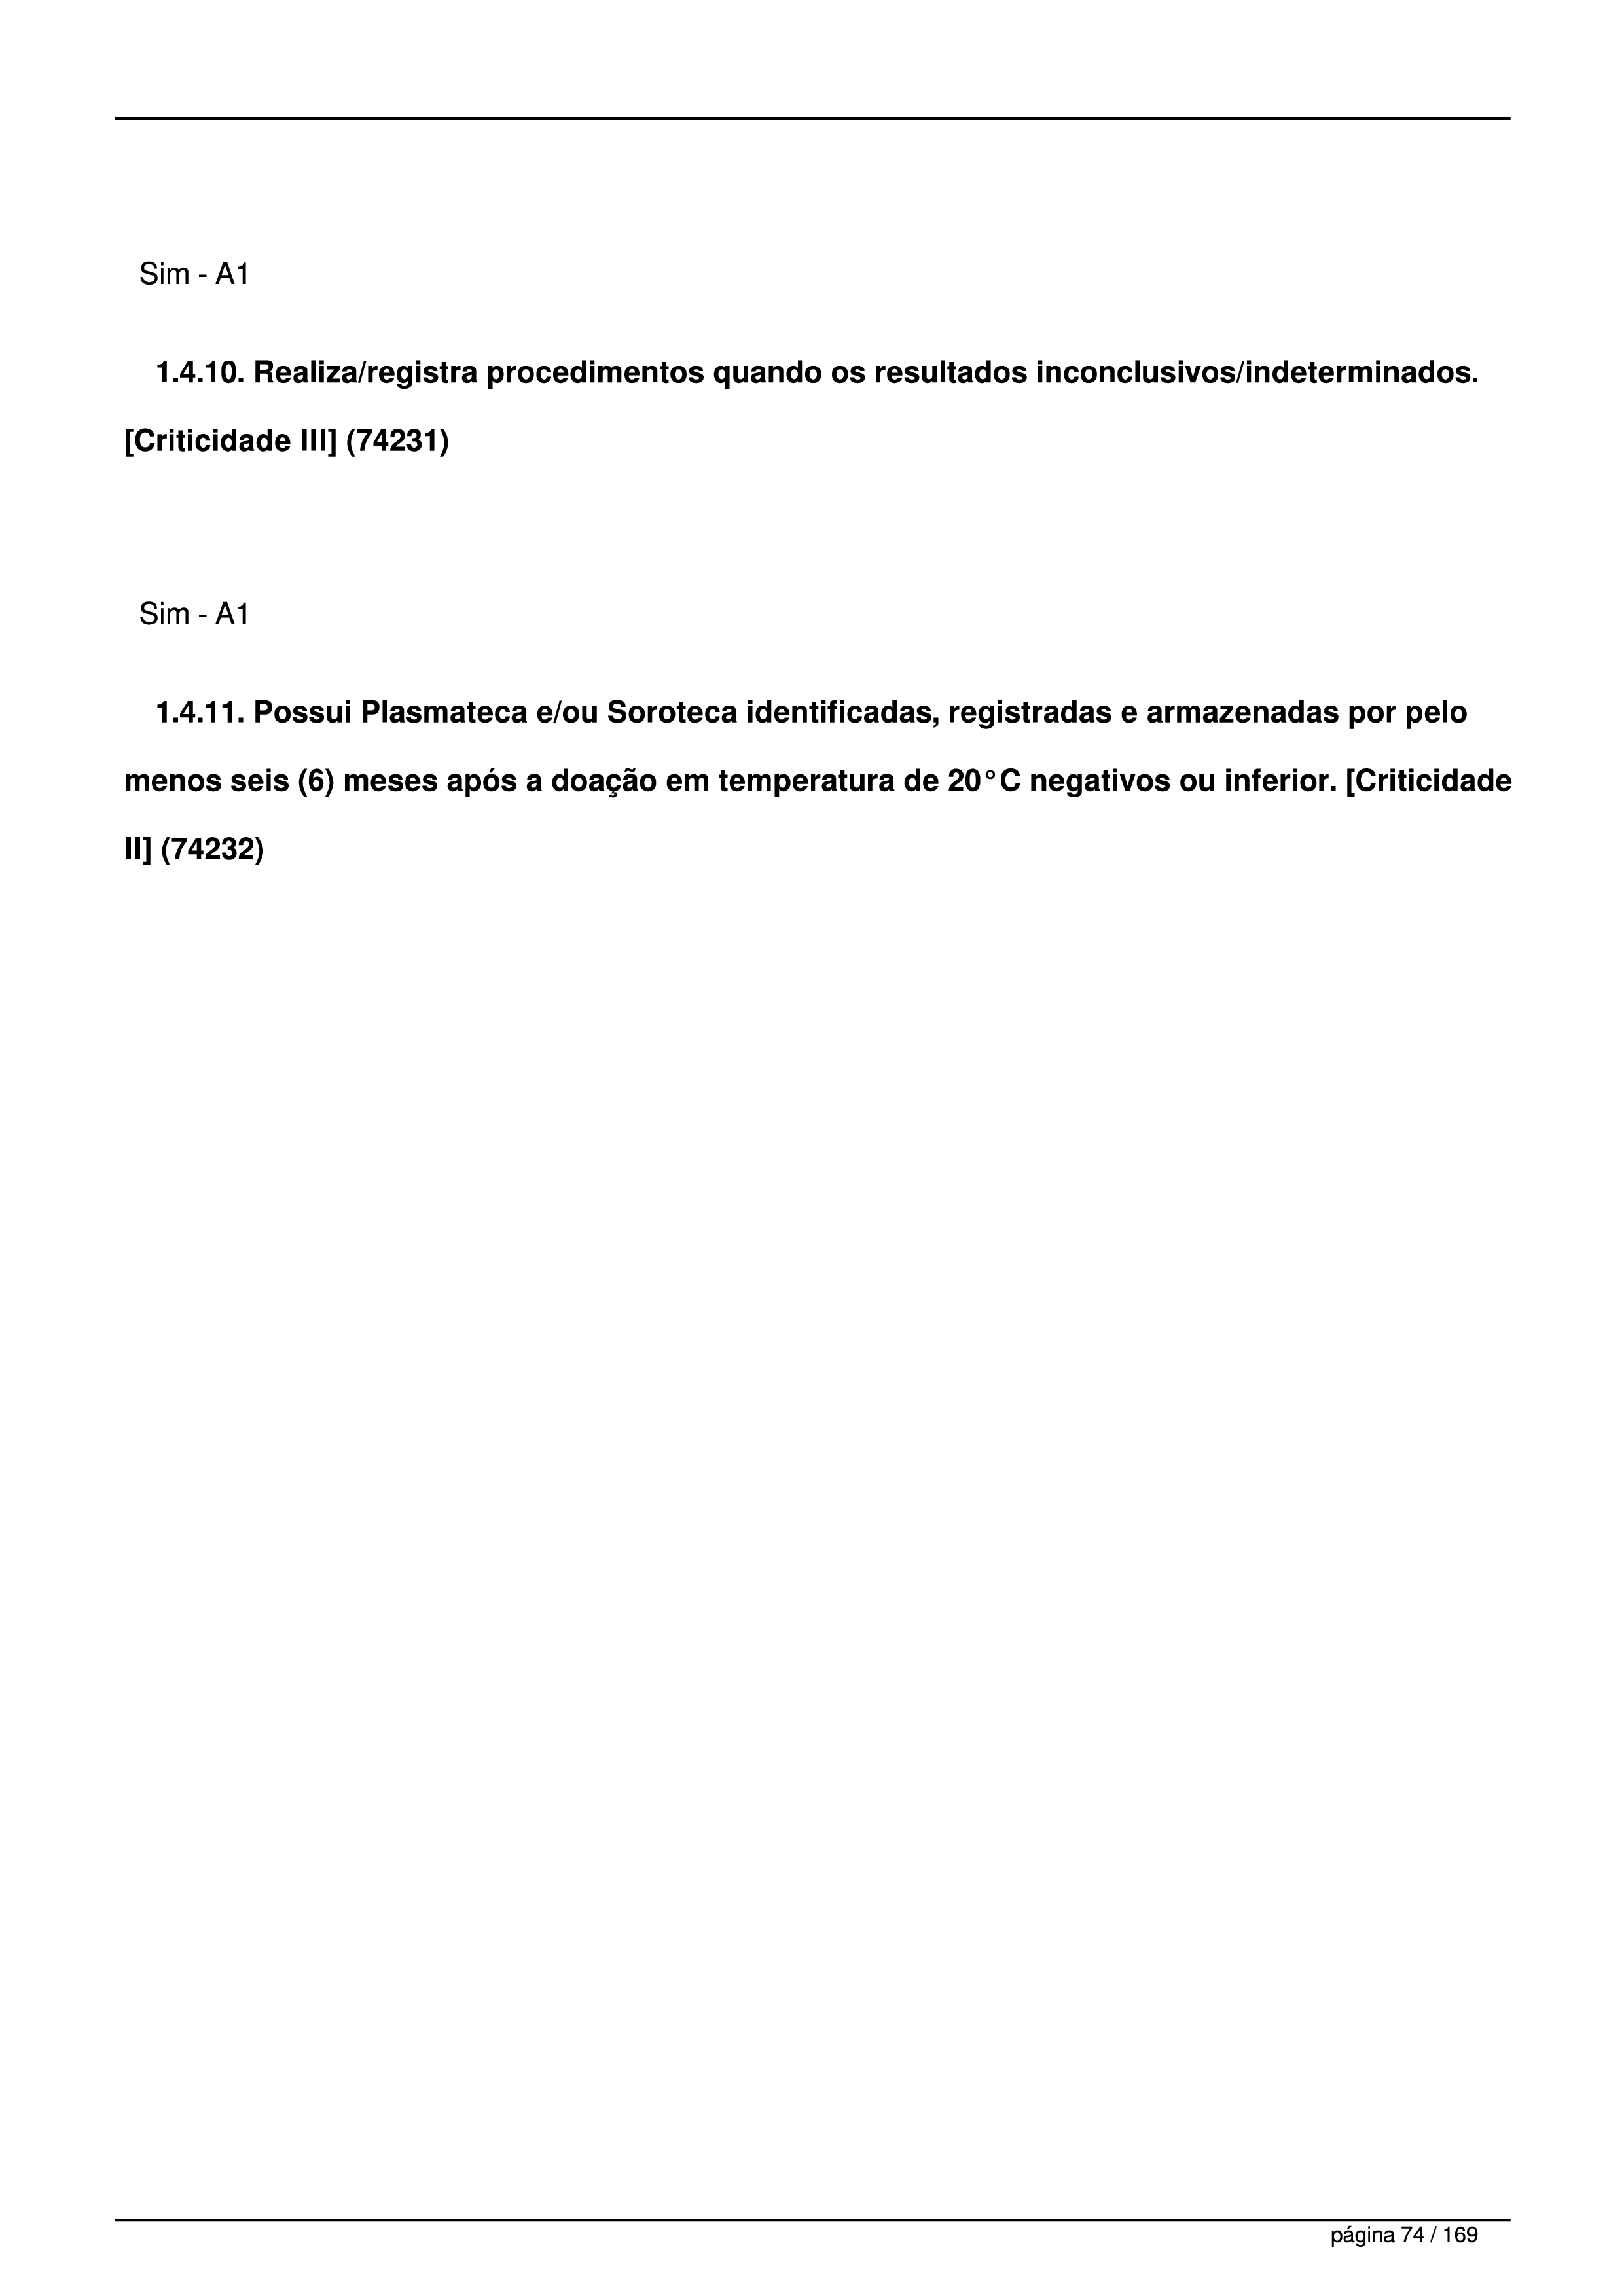 Sim - A1
1.4.10. Realiza/registra procedimentos quando os resultados inconclusivos/indeterminados.
[Criticidade III] (74231)
Sim - A1
1.4.11. Possui Plasmateca e/ou Soroteca identificadas, registradas e armazenadas por pelo
menos seis (6) meses após a doação em temperatura de 20°C negativos ou inferior. [Criticidade
II] (74232)
página 74 / 169